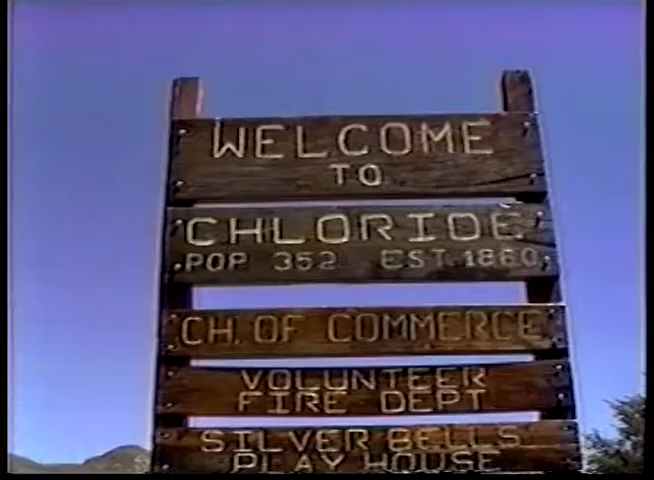 WELCOME
TO
CHLORIDE
POP 352 EST. 1860
CH. OF COMMERCE
VOLUNTEER
FIRE DEPT
SILVER BELLS
PLAY HOUSE